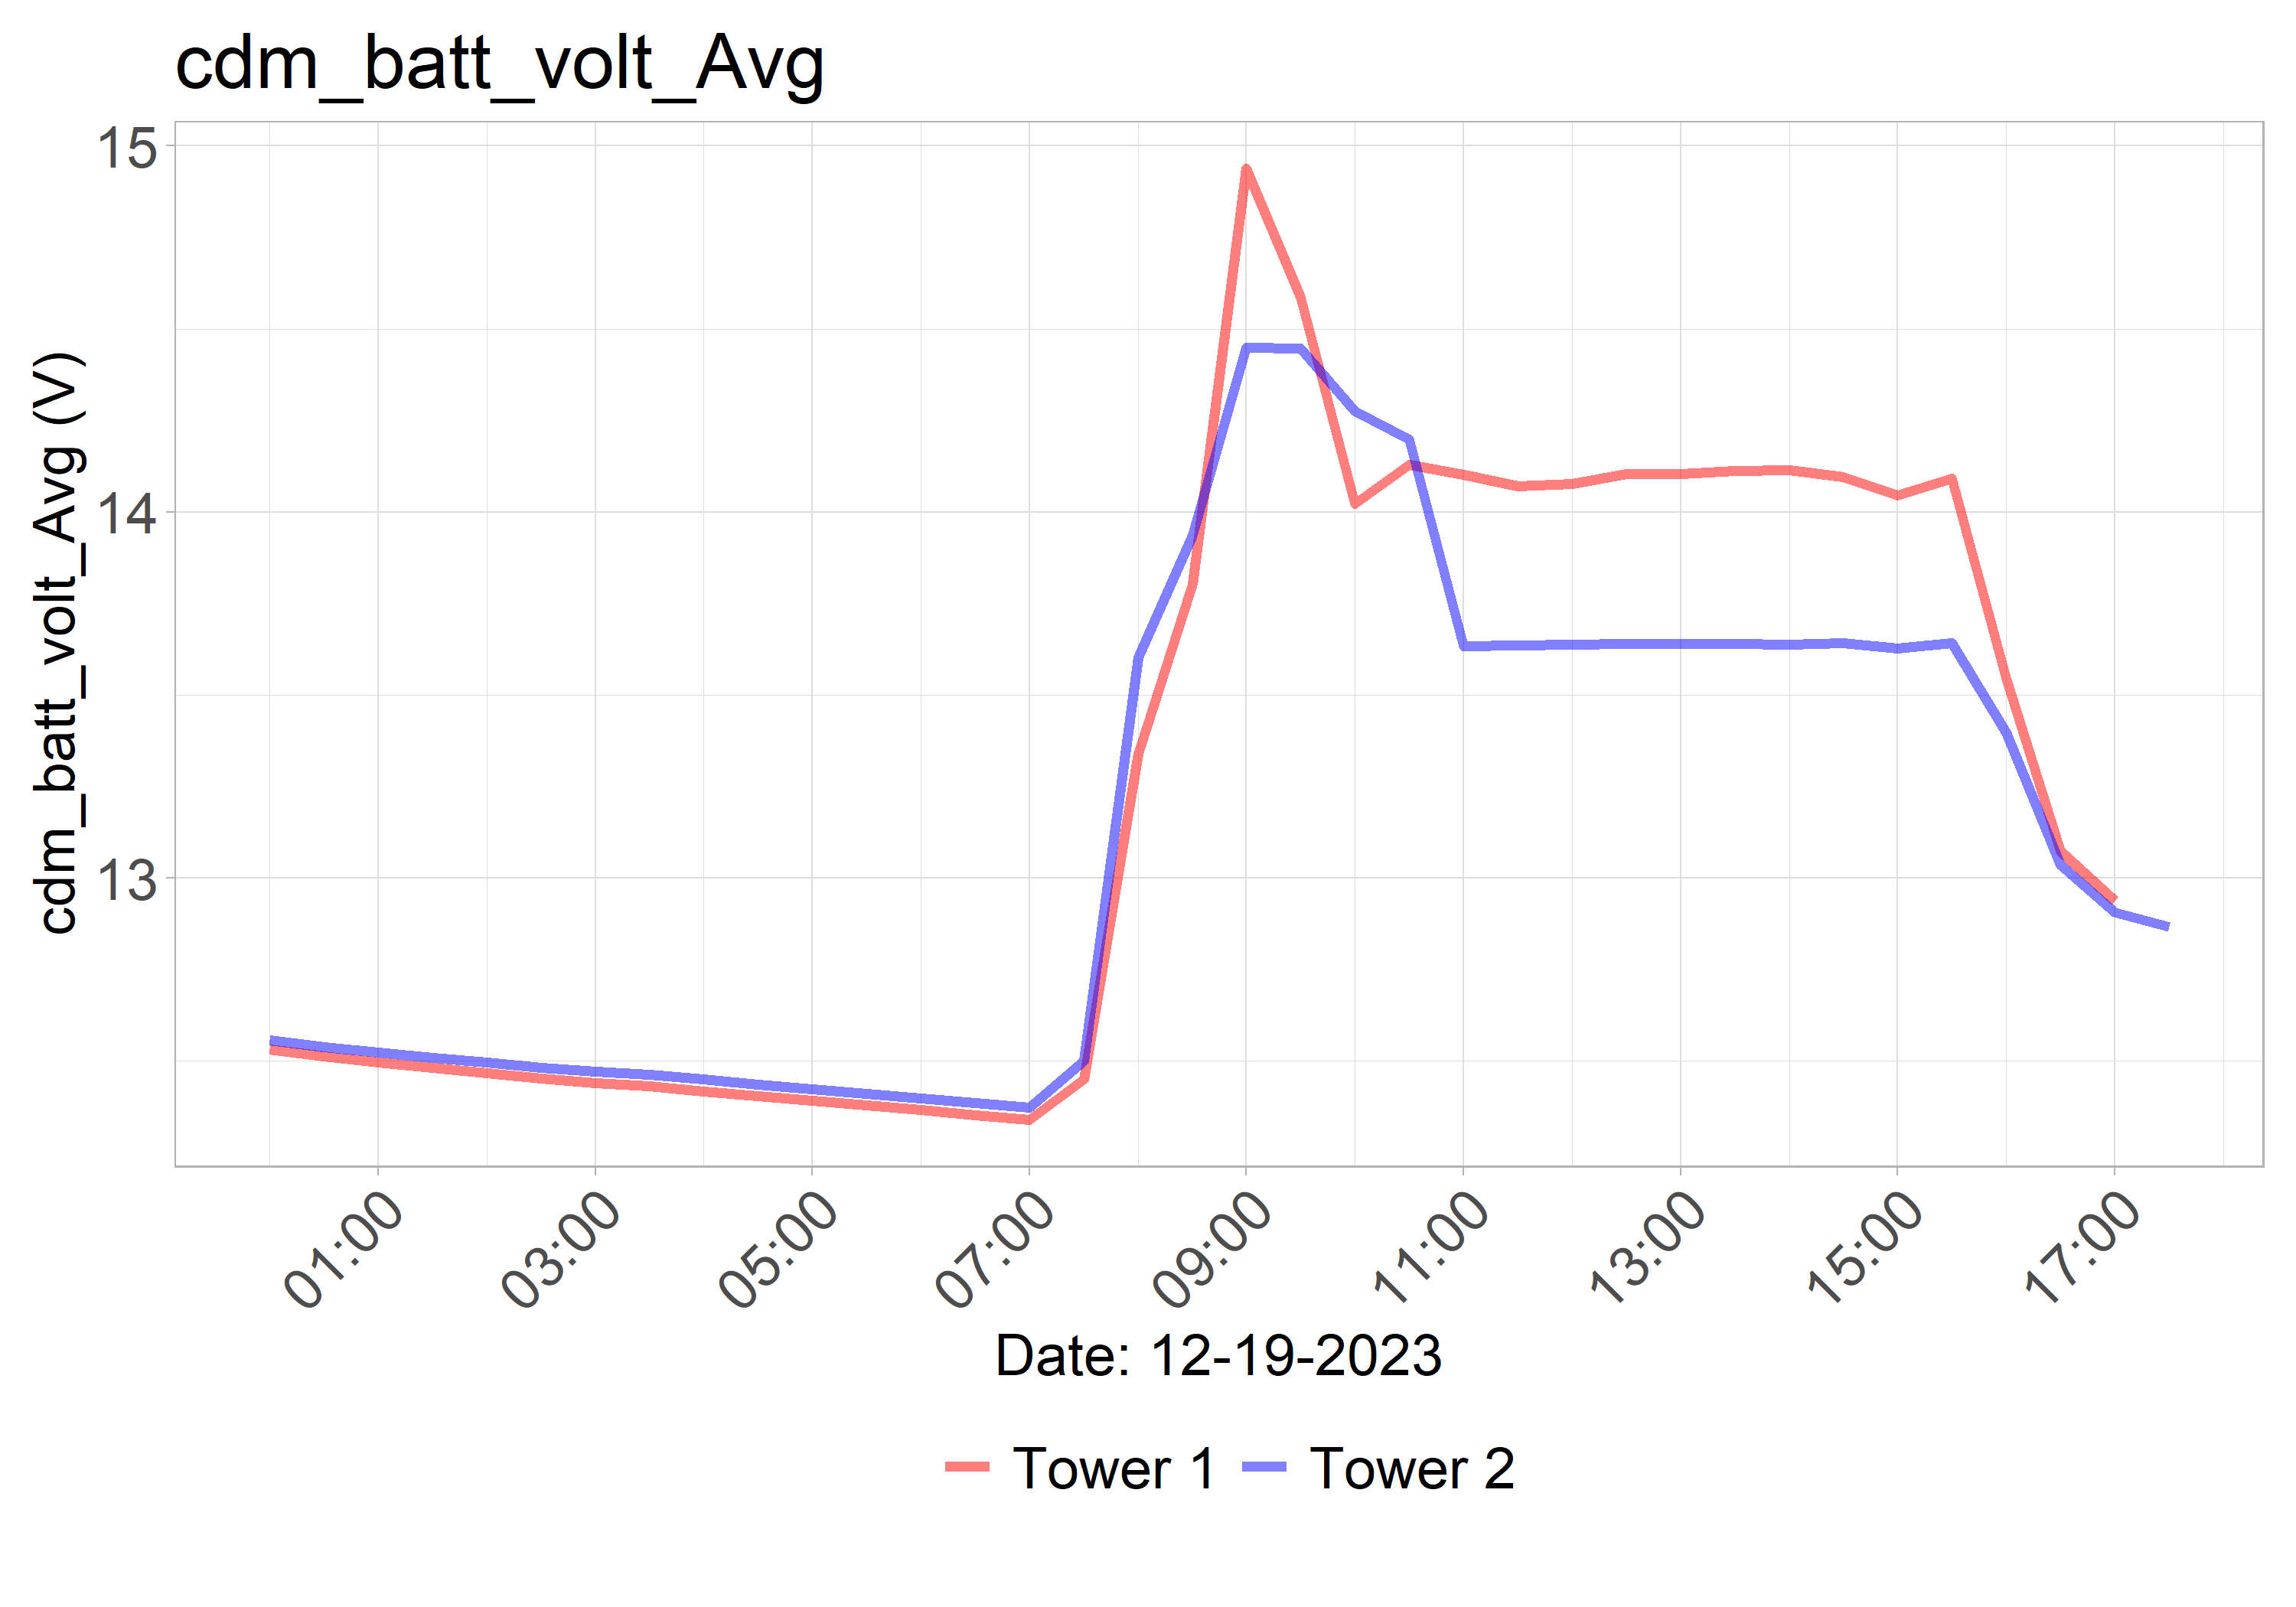 cdm_batt_volt_Avg
cdm_batt_volt_Avg (V)
15
14
13
01:00 03:00 05:00 07:00 09:00 11:00 13:00 15:00 17:00
Date: 12-19-2023
Tower 1 Tower 2